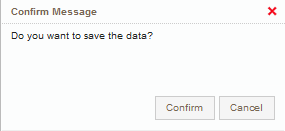 Confirm Message
Do you want to save the data?
Confirm Cancel